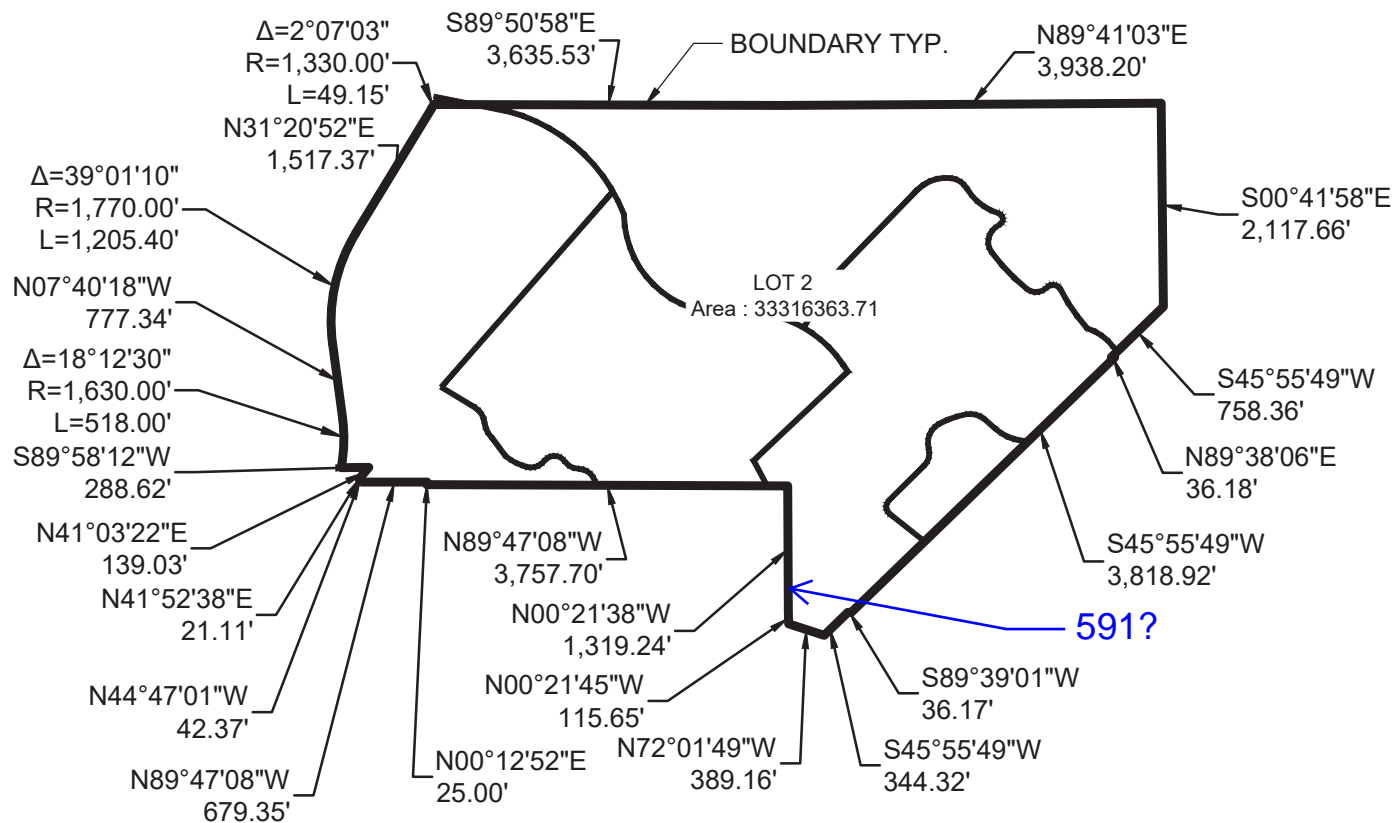 Δ=2°07'03"
R=1,330.00'
L=49.15'
S89°50'58"E
3,635.53'
BOUNDARY TYP.
N89°41'03"E
3,938.20'
N31°20'52"E
1,517.37'
Δ=39°01'10"
R=1,770.00'
L=1,205.40'
S00°41'58"E
2,117.66'
N07°40'18"W
777.34'
LOT 2
Area : 33316363.71
Δ=18°12'30"
R=1,630.00'
L=518.00'
S45°55'49"W
758.36'
S89°58'12"W
288.62'
N89°38'06"E
36.18'
N41°03'22"E
139.03'
N89°47'08"W
3,757.70'
S45°55'49"W
3,818.92'
N41°52'38"E
21.11'
N00°21'38"W
1,319.24'
591?
N44°47'01"W
42.37'
N00°21'45"W
115.65'
S89°39'01"W
36.17'
N89°47'08"W
679.35'
N00°12'52"E
25.00'
N72°01'49"W
389.16'
S45°55'49"W
344.32'